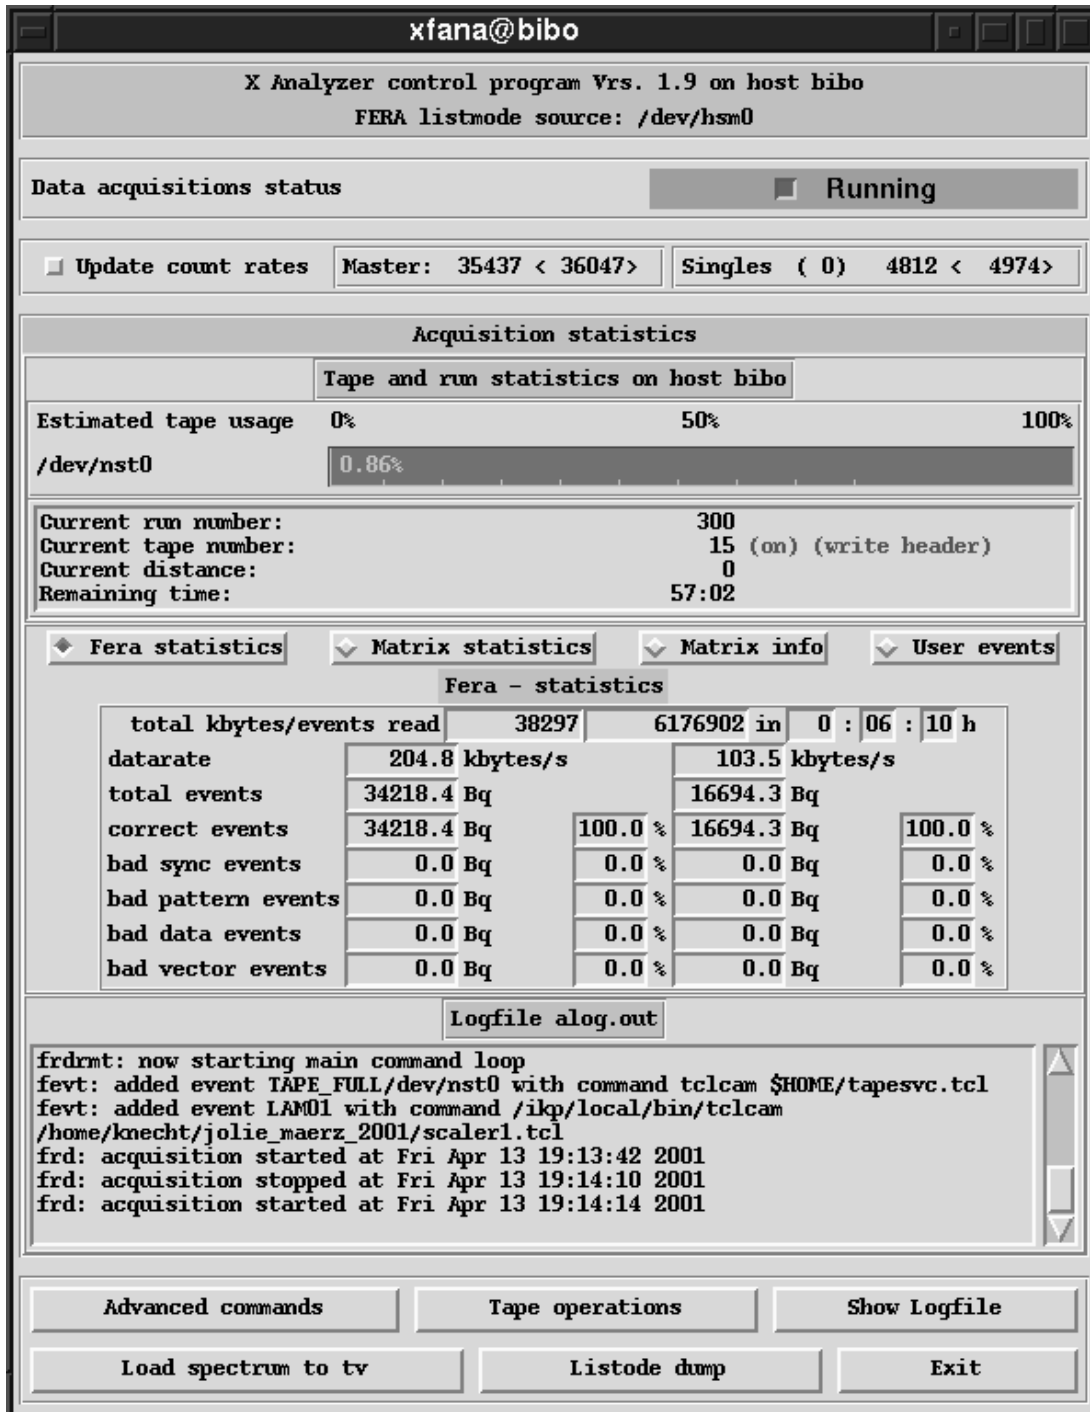 xfana@bibo
X Analyzer control program Vrs. 1.9 on host bibo
FERA listmode source: /dev/hsm0
Data acquisitions status Running
Update count rates Master: 35437 < 36047> Singles ( 0) 4812 < 4974>
Acquisition statistics
Tape and run statistics on host bibo
Estimated tape usage 0% 50% 100%
/dev/nst0 0.86%
Current run number: 300
Current tape number: 15 (on) (write header)
Current distance: 0
Remaining time: 57:02
Fera statistics Matrix statistics Matrix info User events
Fera - statistics
total kbytes/events read 38297 6176902 in 0 : 06 : 10 h
datarate 204.8 kbytes/s 103.5 kbytes/s
total events 34218.4 Bq 16694.3 Bq
correct events 34218.4 Bq 100.0 % 16694.3 Bq 100.0 %
bad sync events 0.0 Bq 0.0 % 0.0 Bq 0.0 %
bad pattern events 0.0 Bq 0.0 % 0.0 Bq 0.0 %
bad data events 0.0 Bq 0.0 % 0.0 Bq 0.0 %
bad vector events 0.0 Bq 0.0 % 0.0 Bq 0.0 %
Logfile alog.out
frdrmt: now starting main command loop
fevt: added event TAPE_FULL/dev/nst0 with command tclcam $HOME/tapesvc.tcl
fevt: added event LAM01 with command /ikp/local/bin/tclcam
/home/knecht/jolie_maerz_2001/scaler1.tcl
frd: acquisition started at Fri Apr 13 19:13:42 2001
frd: acquisition stopped at Fri Apr 13 19:14:10 2001
frd: acquisition started at Fri Apr 13 19:14:14 2001
Advanced commands Tape operations Show Logfile
Load spectrum to tv Listode dump Exit